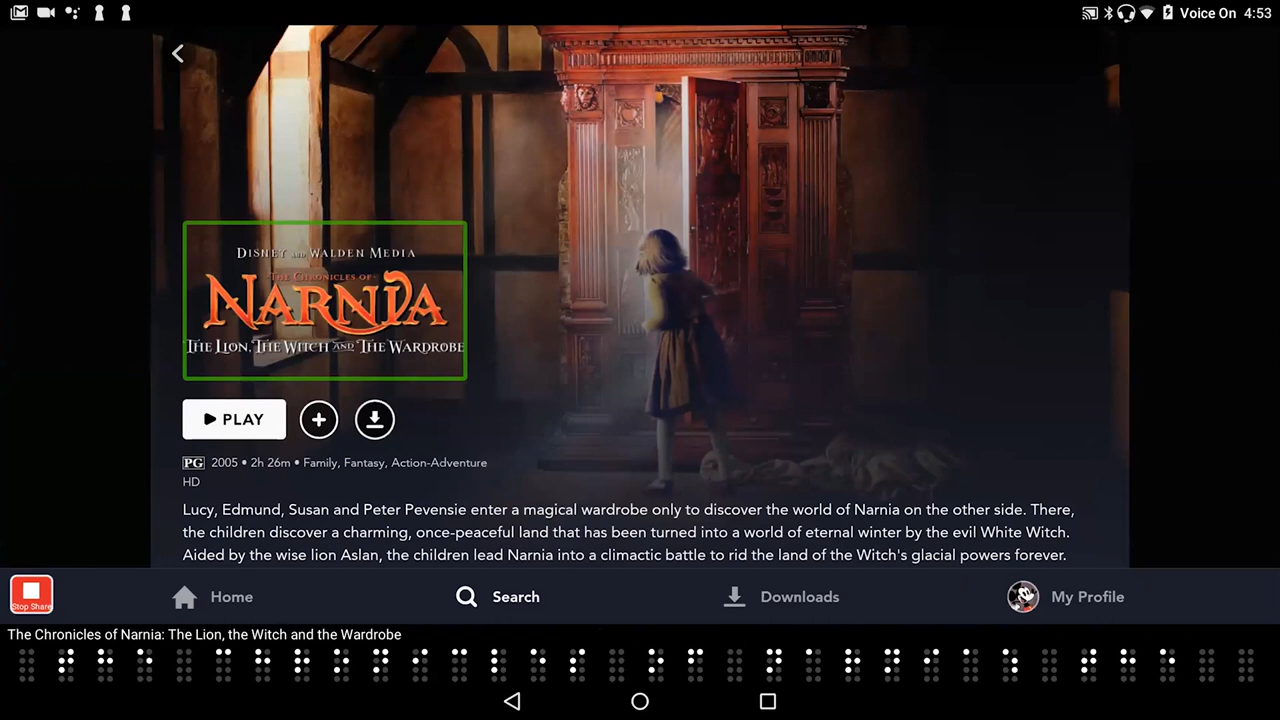 Voice On 4:53
DISNEY AND WALDEN MEDIA
THE CHRONICLES OF
NARNIA
THE LION, THE WITCH AND THE WARDROBE
PLAY
PG 2005 • 2h 26m • Family, Fantasy, Action-Adventure
HD
Lucy, Edmund, Susan and Peter Pevensie enter a magical wardrobe only to discover the world of Narnia on the other side. There,
the children discover a charming, once-peaceful land that has been turned into a world of eternal winter by the evil White Witch.
Aided by the wise lion Aslan, the children lead Narnia into a climactic battle to rid the land of the Witch's glacial powers forever.
Stop Share
Home
Search
Downloads
My Profile
The Chronicles of Narnia: The Lion, the Witch and the Wardrobe